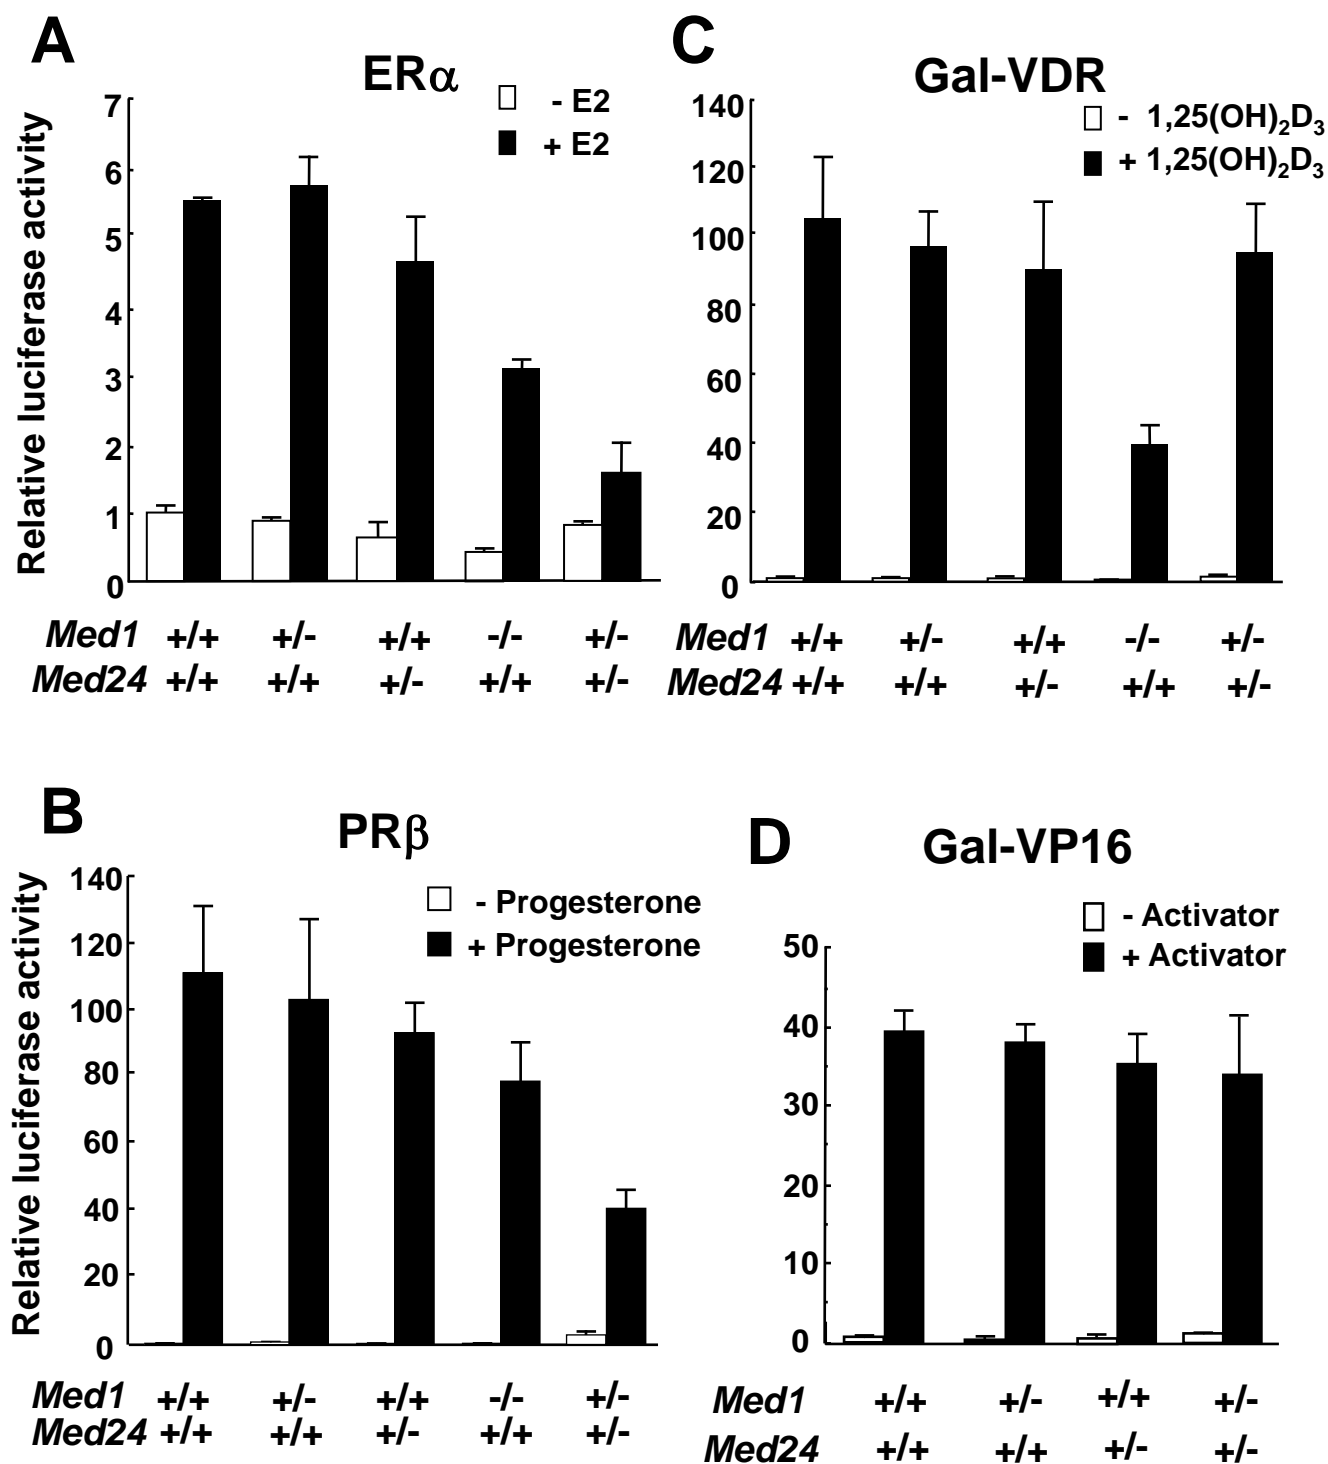 A
ERα
- E2
+ E2
Relative luciferase activity
7
6
5
4
3
2
1
0
Med1 +/+ +/- +/+ -/- +/-
Med24 +/+ +/+ +/- +/+ +/-
C
Gal-VDR
- 1,25(OH)₂D₃
+ 1,25(OH)₂D₃
140
120
100
80
60
40
20
0
Med1 +/+ +/- +/+ -/- +/-
Med24 +/+ +/+ +/- +/+ +/-
B
PRβ
- Progesterone
+ Progesterone
Relative luciferase activity
140
120
100
80
60
40
20
0
Med1 +/+ +/- +/+ -/- +/-
Med24 +/+ +/+ +/- +/+ +/-
D
Gal-VP16
- Activator
+ Activator
50
40
30
20
10
0
Med1 +/+ +/- +/+ +/-
Med24 +/+ +/+ +/- +/-